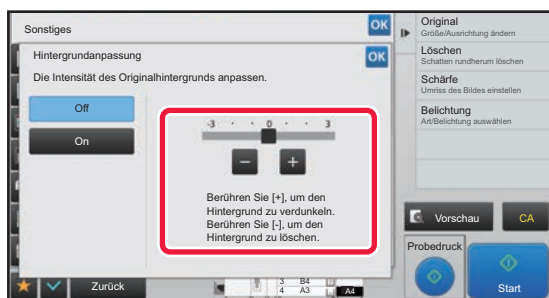 Sonstiges
OK
Hintergrundanpassung
OK
Die Intensität des Originalhintergrunds anpassen.
Off
On
-3 0 3
− +
Berühren Sie [+], um den
Hintergrund zu verdunkeln.
Berühren Sie [-], um den
Hintergrund zu löschen.
Zurück
3 B4
4 A3
A4
Original
Größe/Ausrichtung ändern
Löschen
Schatten rundherum löschen
Schärfe
Umriss des Bildes einstellen
Belichtung
Art/Belichtung auswählen
Vorschau
CA
Probedruck
Start